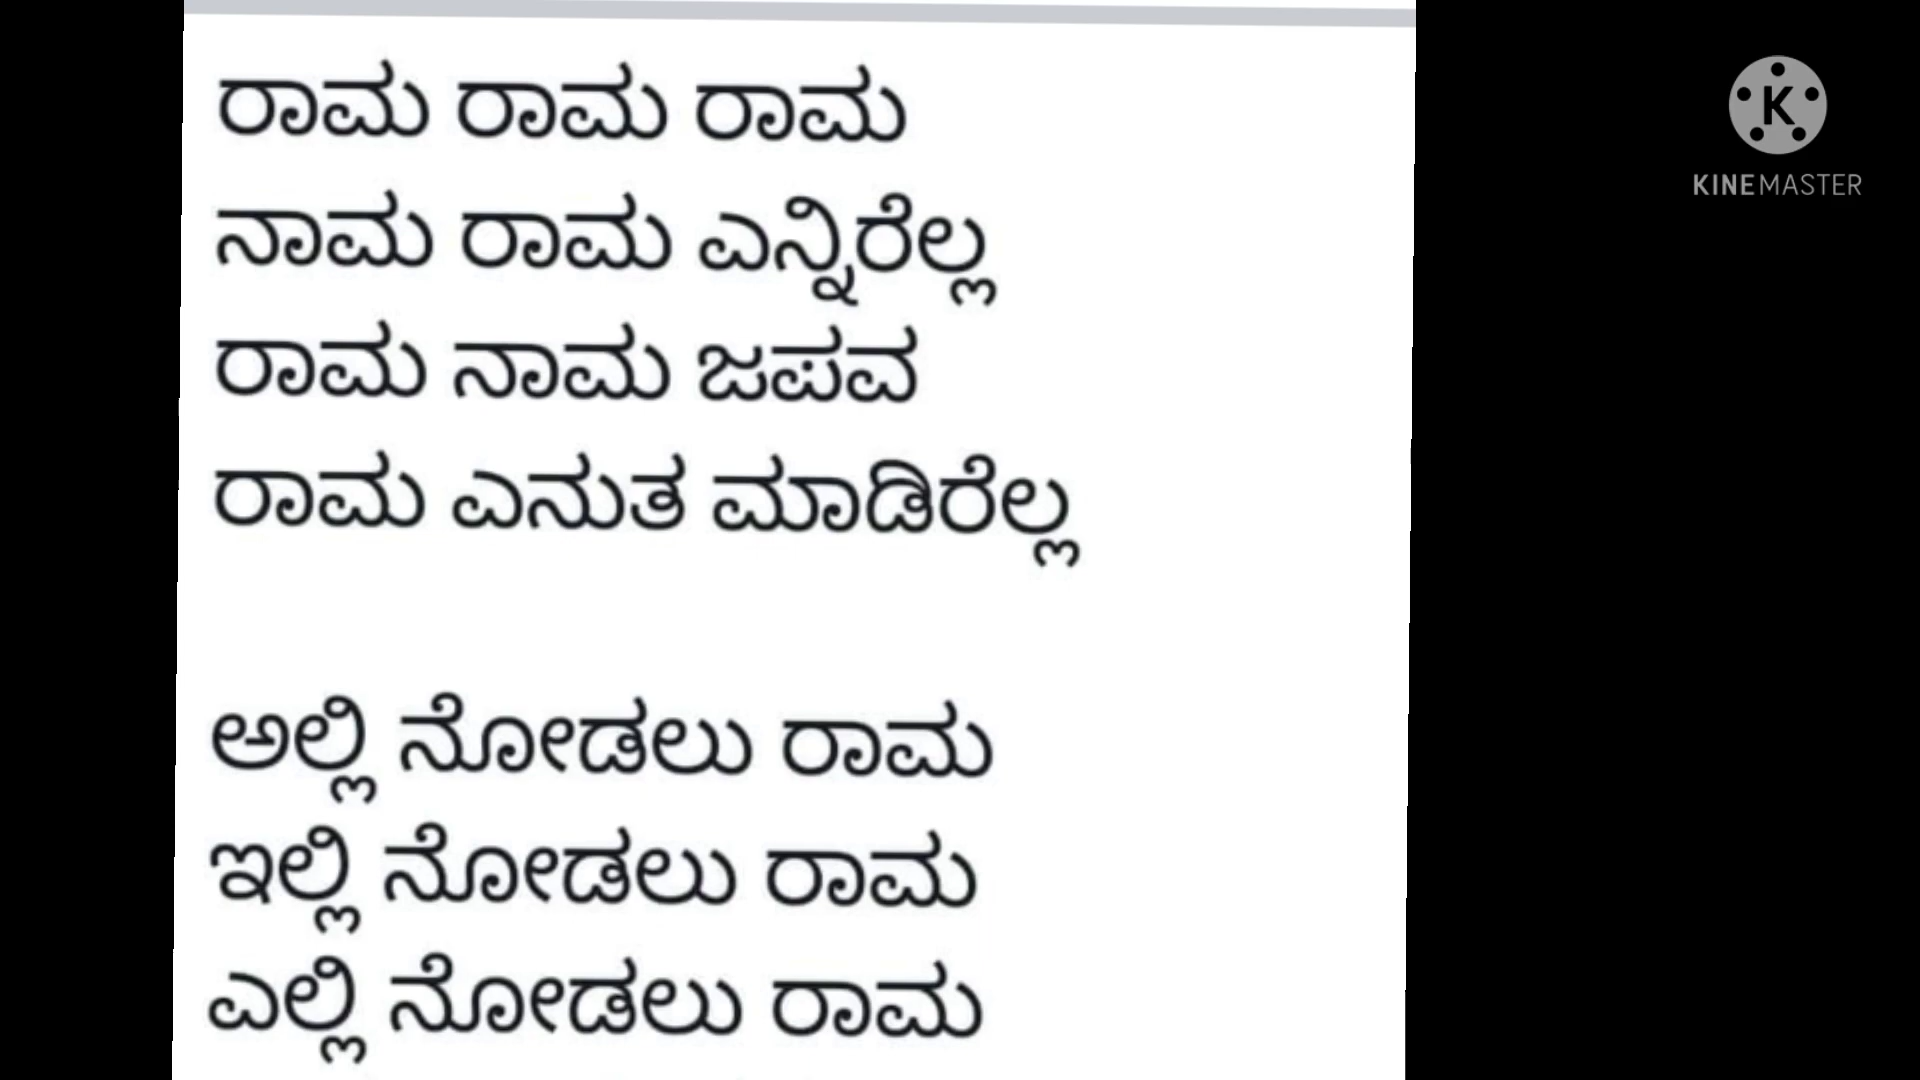 ರಾಮ ರಾಮ ರಾಮ
ನಾಮ ರಾಮ ಎನ್ನಿರೆಲ್ಲ
ರಾಮ ನಾಮ ಜಪವ
ರಾಮ ಎನುತ ಮಾಡಿರೆಲ್ಲ
ಅಲ್ಲಿ ನೋಡಲು ರಾಮ
ಇಲ್ಲಿ ನೋಡಲು ರಾಮ
ಎಲ್ಲಿ ನೋಡಲು ರಾಮ
K
KINEMASTER